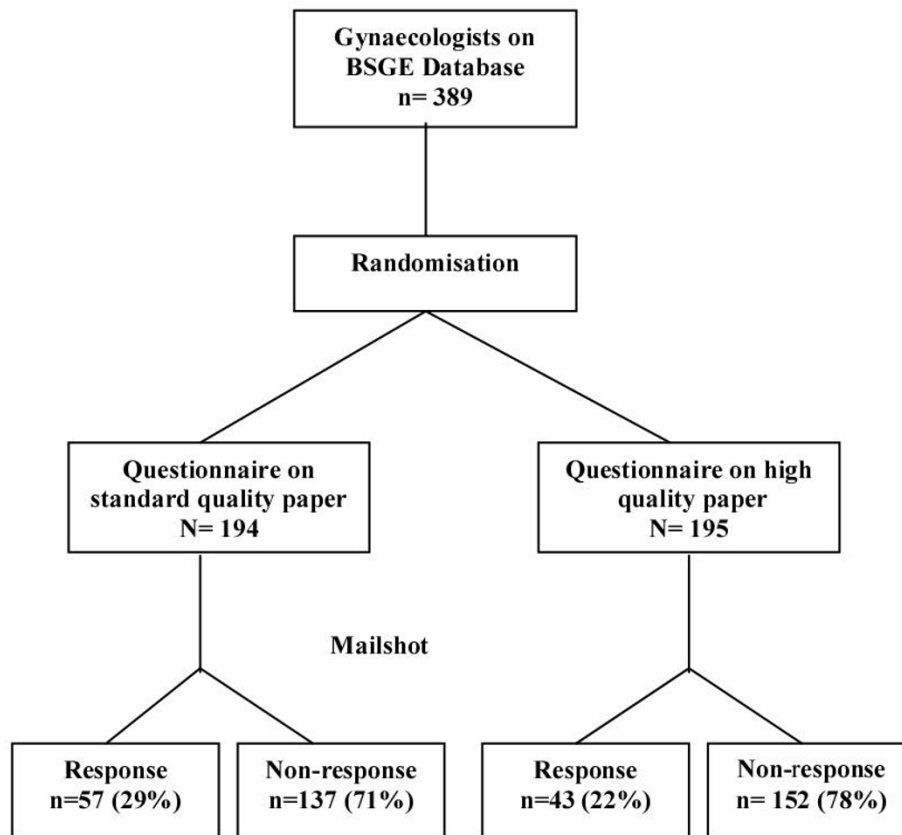 Gynaecologists on
BSGE Database
n= 389
Randomisation
Questionnaire on
standard quality paper
N= 194
Questionnaire on high
quality paper
N= 195
Mailshot
Response
n=57 (29%)
Non-response
n=137 (71%)
Response
n=43 (22%)
Non-response
n= 152 (78%)